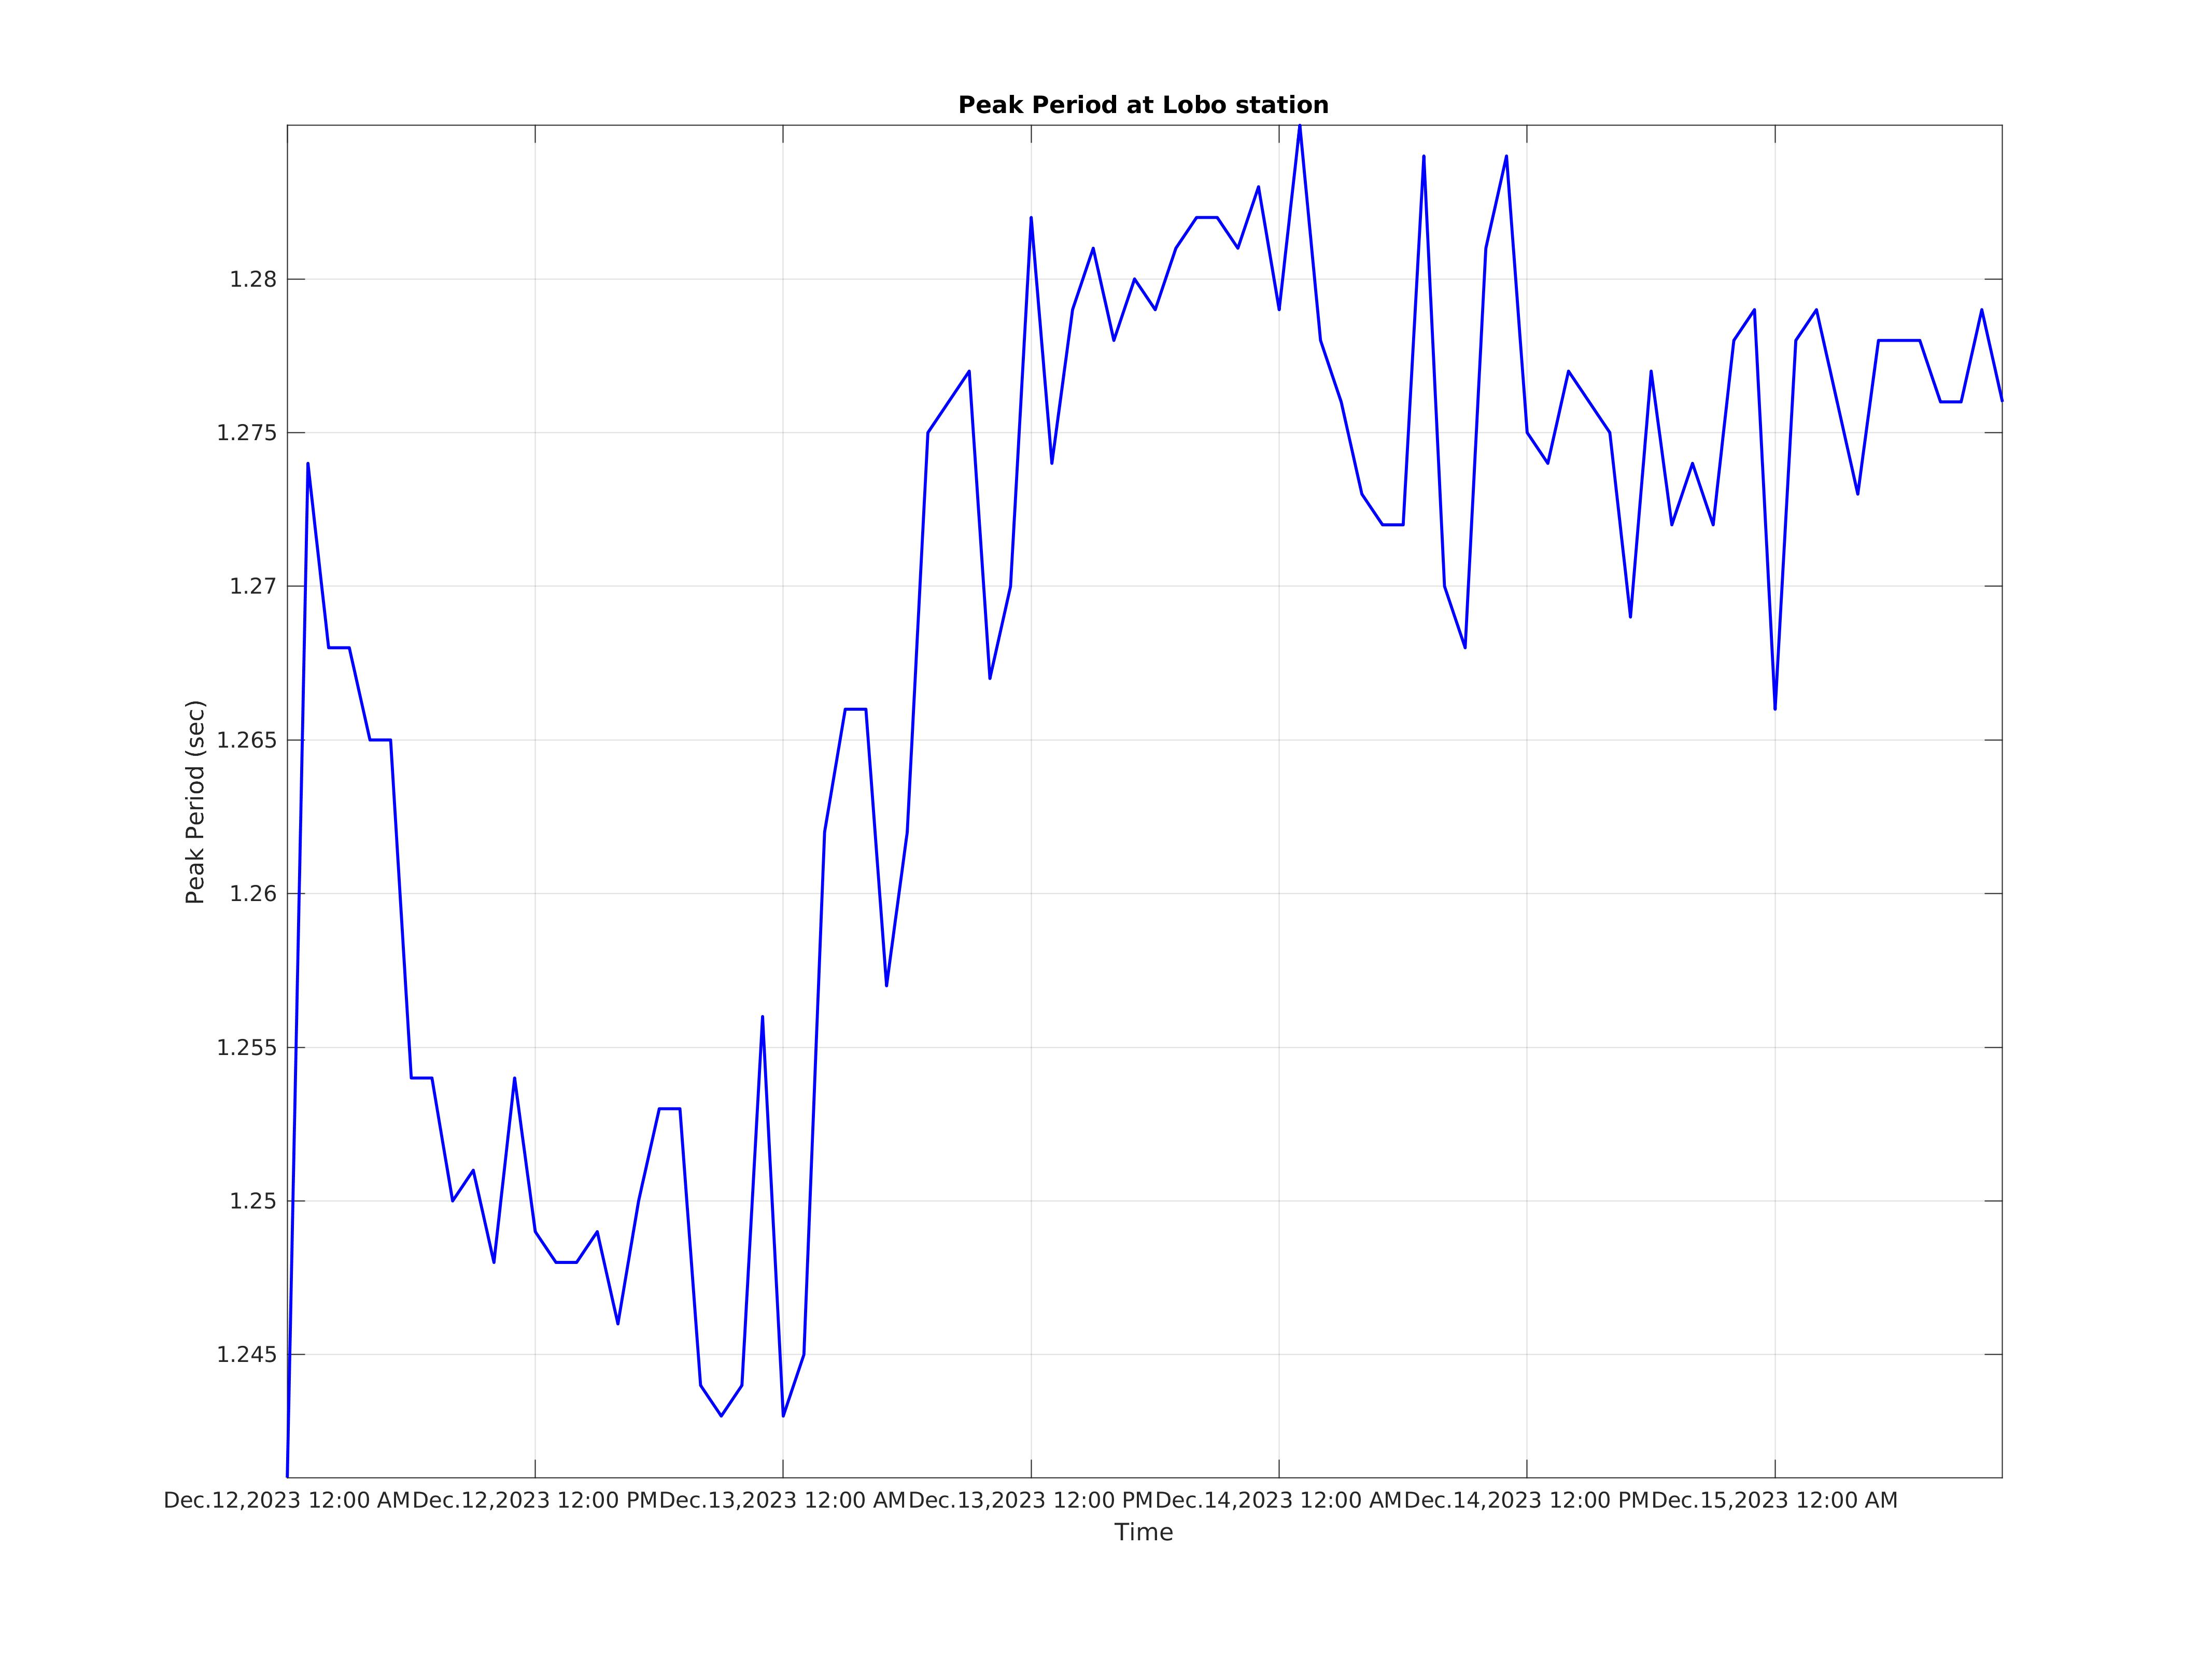 Peak Period at Lobo station
1.28
1.275
1.27
1.265
1.26
1.255
1.25
1.245
Peak Period (sec)
Dec.12,2023 12:00 AM Dec.12,2023 12:00 PM Dec.13,2023 12:00 AM Dec.13,2023 12:00 PM Dec.14,2023 12:00 AM Dec.14,2023 12:00 PM Dec.15,2023 12:00 AM
Time